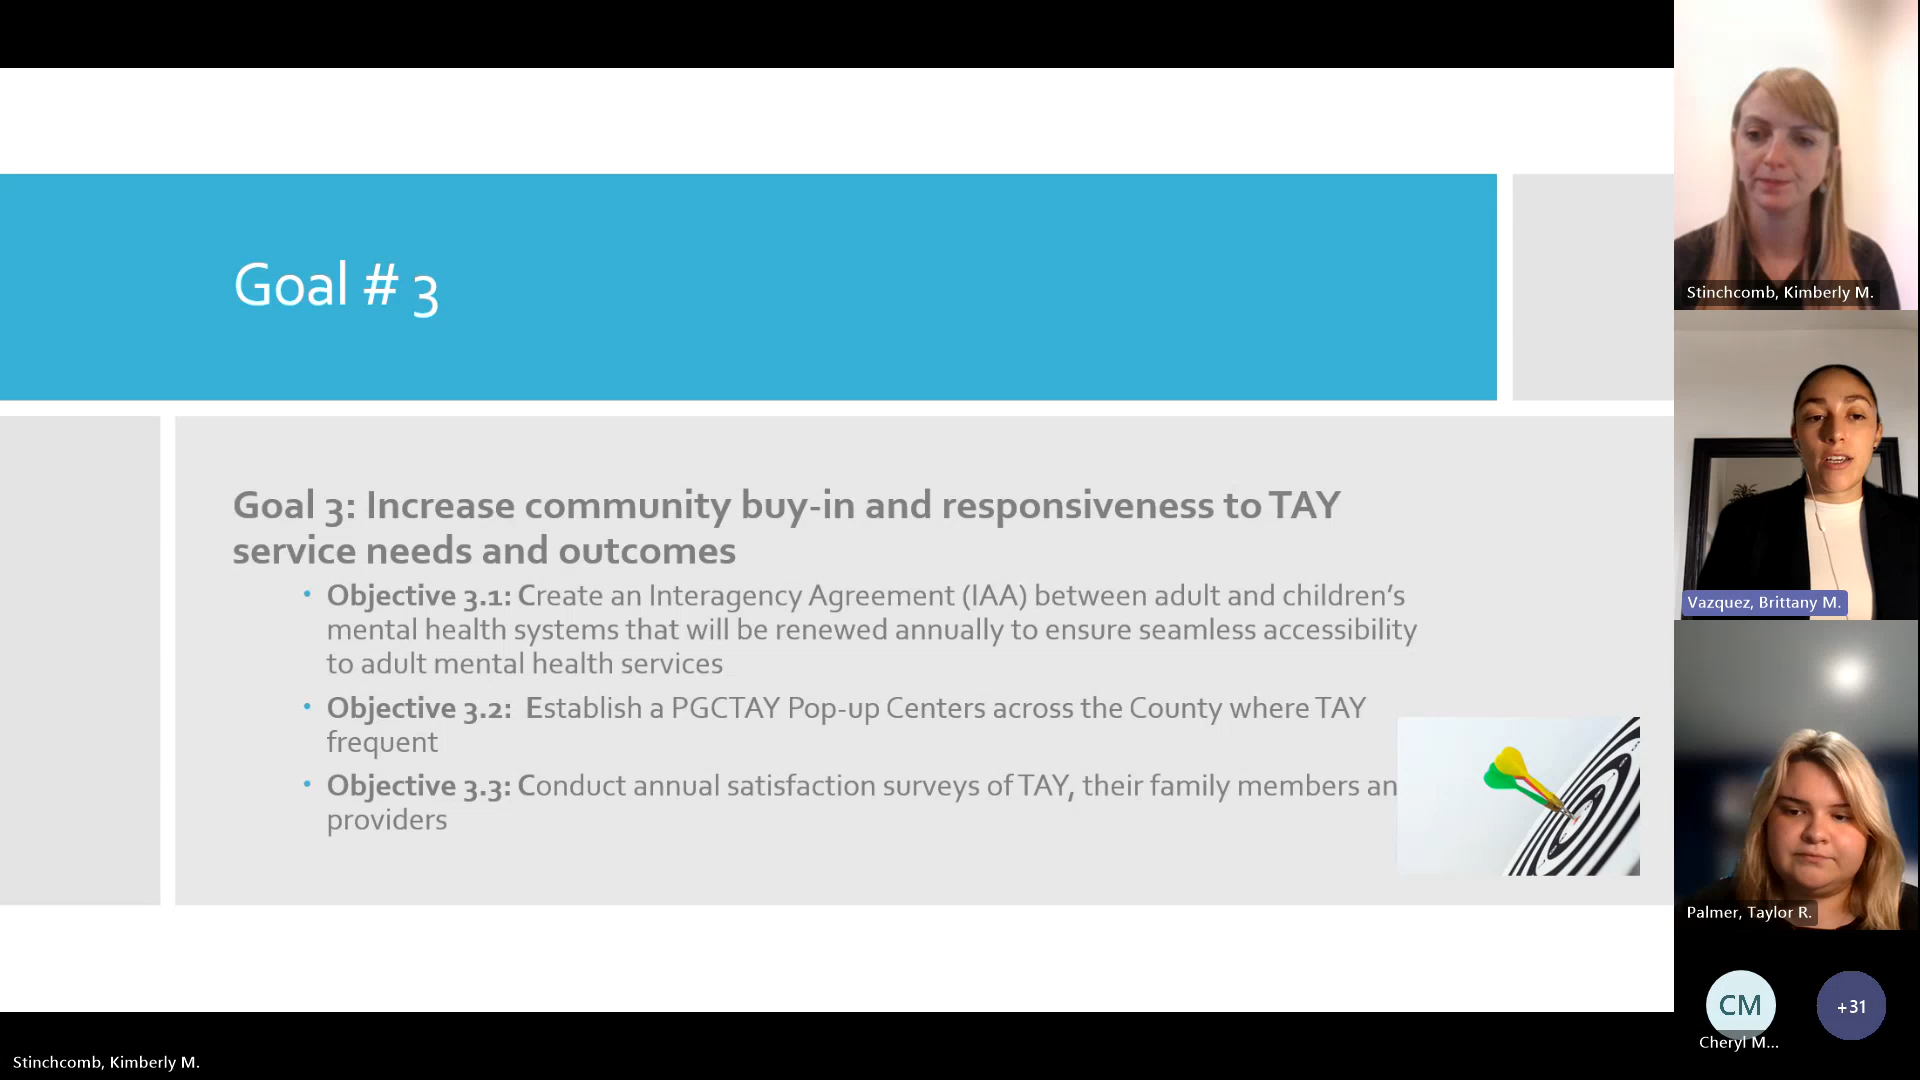 Goal # 3
Goal 3: Increase community buy-in and responsiveness to TAY
service needs and outcomes
• Objective 3.1: Create an Interagency Agreement (IAA) between adult and children’s
mental health systems that will be renewed annually to ensure seamless accessibility
to adult mental health services
• Objective 3.2:  Establish a PGCTAY Pop-up Centers across the County where TAY
frequent
• Objective 3.3: Conduct annual satisfaction surveys of TAY, their family members an
providers
Stinchcomb, Kimberly M.
Vazquez, Brittany M.
Palmer, Taylor R.
CM
Cheryl M...
+31
Stinchcomb, Kimberly M.